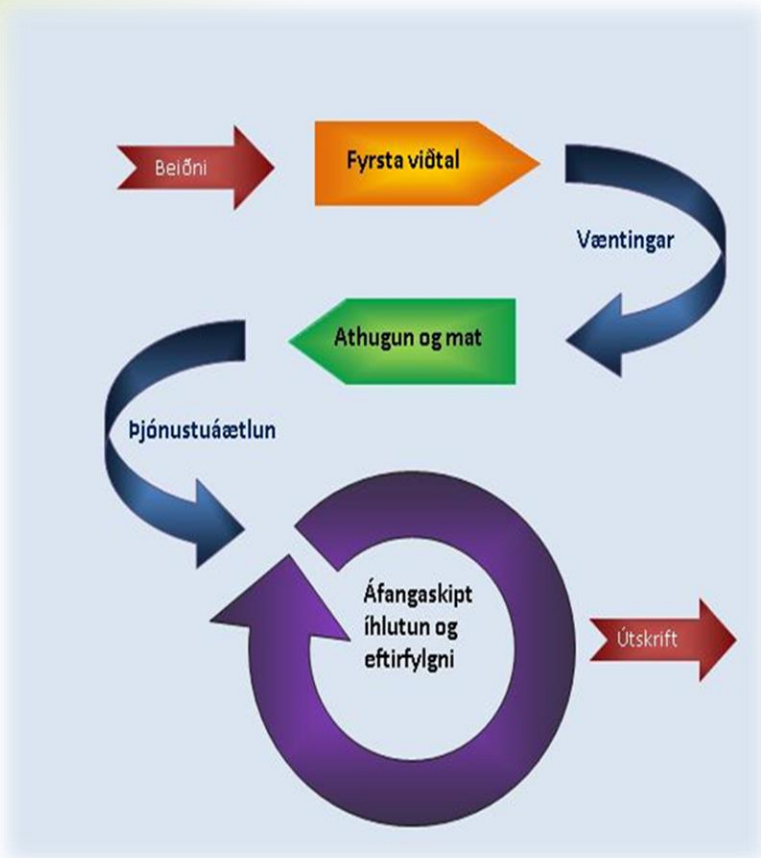 Beiðni
Fyrsta viðtal
Væntingar
Athugun og mat
Þjónustuáætlun
Áfangaskipt
íhlutun og
eftirfylgni
Útskrift